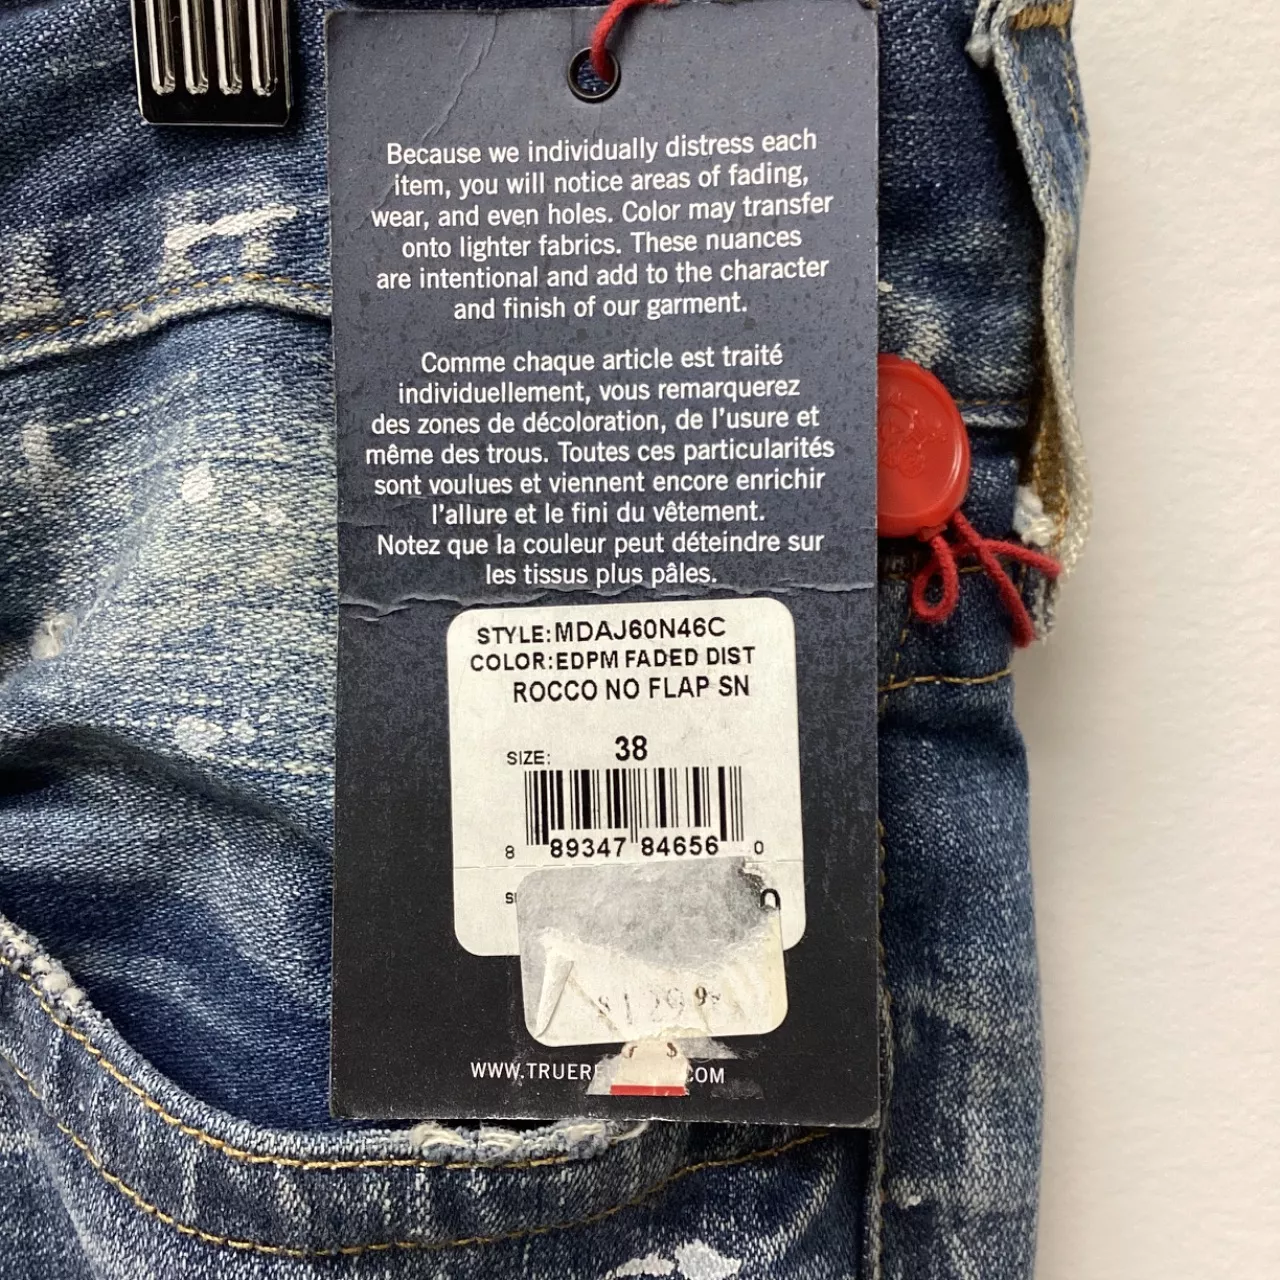 Because we individually distress each
item, you will notice areas of fading,
wear, and even holes. Color may transfer
onto lighter fabrics. These nuances
are intentional and add to the character
and finish of our garment.
Comme chaque article est traité
individuellement, vous remarquerez
des zones de décoloration, de l'usure et
même des trous. Toutes ces particularités
sont voulues et viennent encore enrichir
l'allure et le fini du vêtement.
Notez que la couleur peut déteindre sur
les tissus plus pâles.
STYLE:MDAJ60N46C
COLOR:EDPM FADED DIST
ROCCO NO FLAP SN
SIZE: 38
8 89347 84656 0